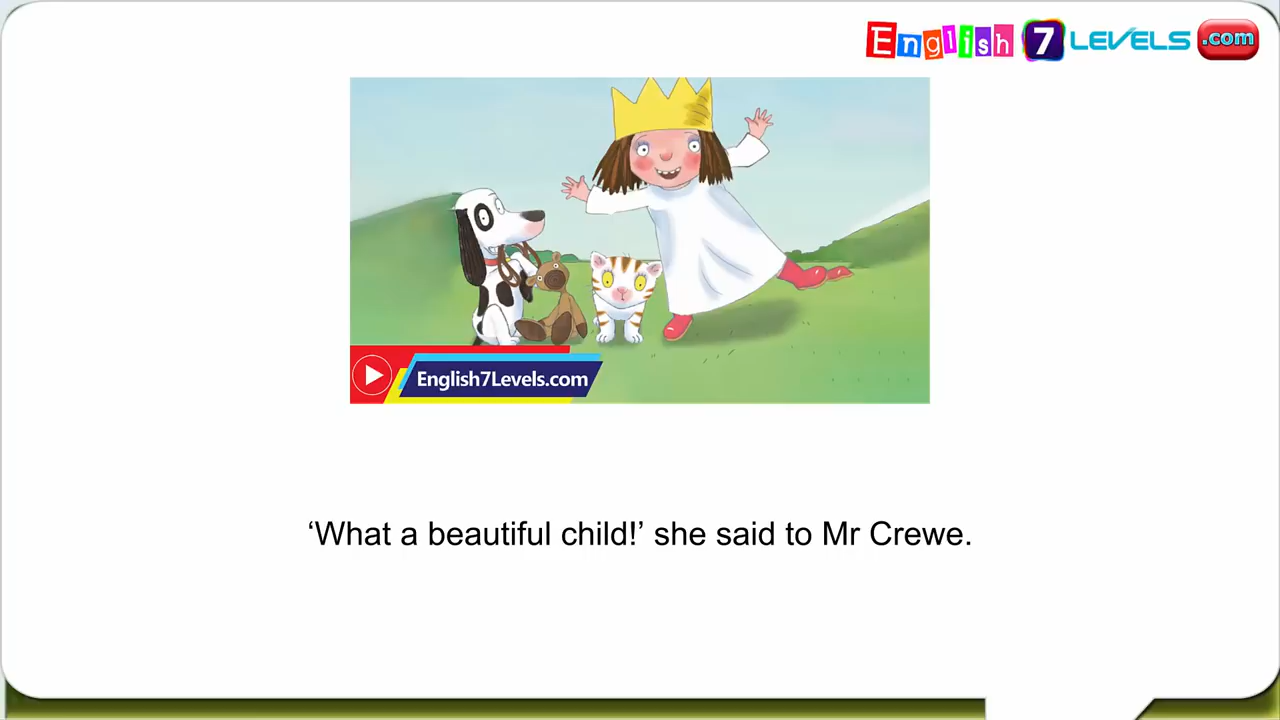 English 7 LEVELS .com
English7Levels.com
‘What a beautiful child!’ she said to Mr Crewe.